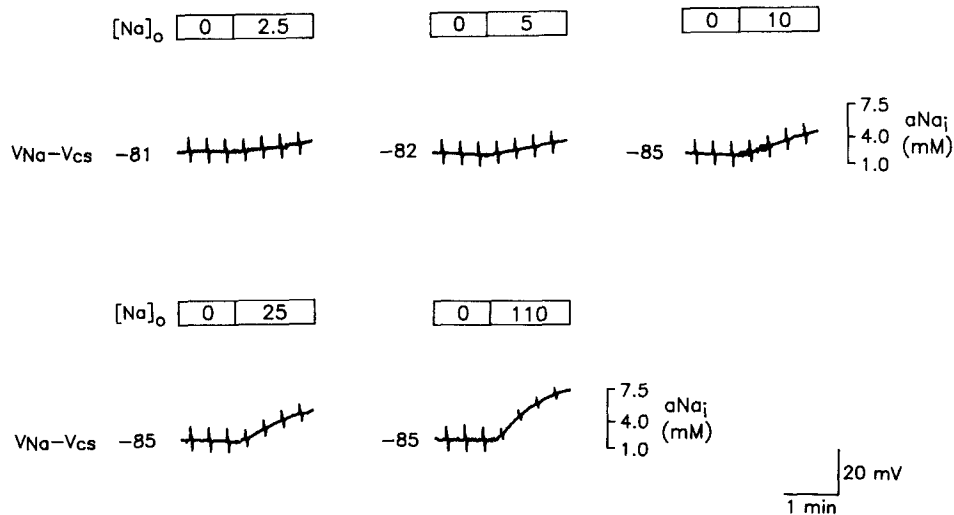 [Na]o 0 2.5 0 5 0 10
VNa-Vcs -81 -82 -85 7.5 4.0 1.0 aNai (mM)
[Na]o 0 25 0 110
VNa-Vcs -85 -85 7.5 4.0 1.0 aNai (mM)
20 mV
1 min